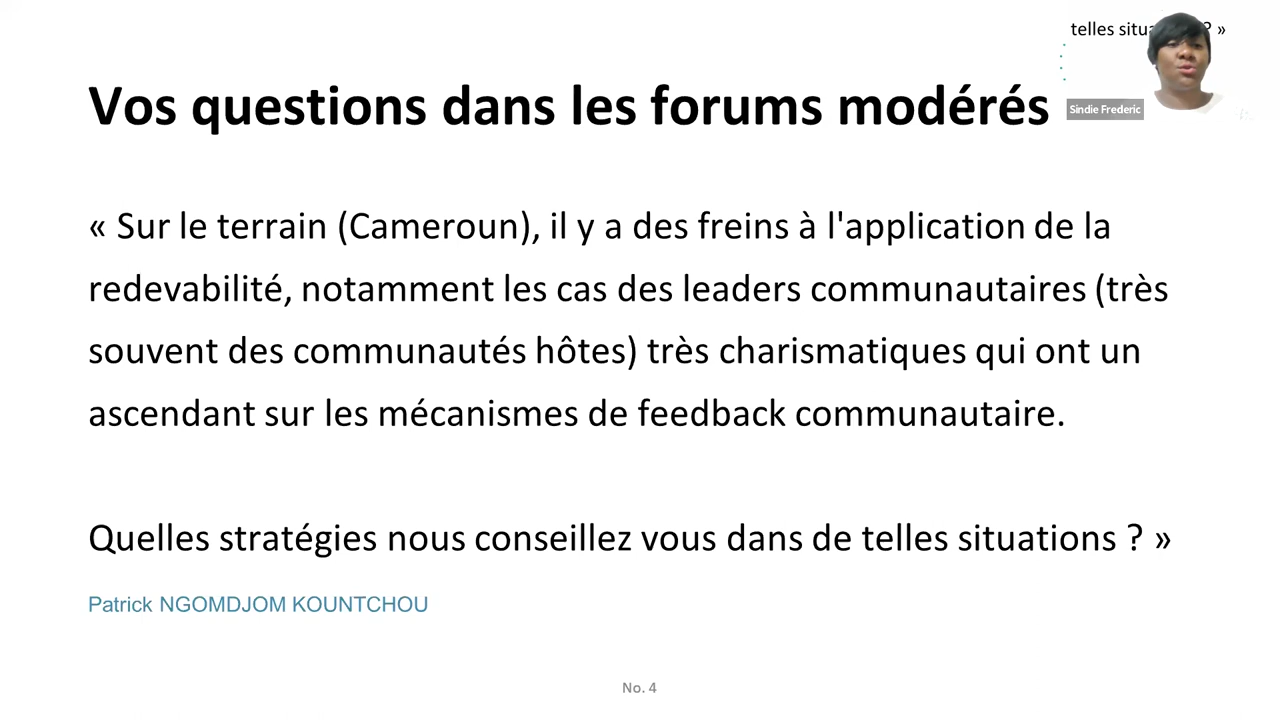 telles situa ? »
Vos questions dans les forums modérés
Sindie Frederic
« Sur le terrain (Cameroun), il y a des freins à l'application de la
redevabilité, notamment les cas des leaders communautaires (très
souvent des communautés hôtes) très charismatiques qui ont un
ascendant sur les mécanismes de feedback communautaire.
Quelles stratégies nous conseillez vous dans de telles situations ? »
Patrick NGOMDJOM KOUNTCHOU
No. 4